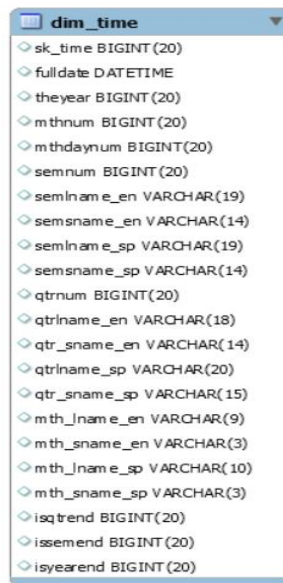 dim_time
sk_time BIGINT(20)
fulldate DATETIME
theyear BIGINT(20)
mthnum BIGINT(20)
mthdaynum BIGINT(20)
semnum BIGINT(20)
semlname_en VARCHAR(19)
semsname_en VARCHAR(14)
semlname_sp VARCHAR(19)
semsname_sp VARCHAR(14)
qtrnum BIGINT(20)
qtrlname_en VARCHAR(18)
qtr_sname_en VARCHAR(14)
qtrlname_sp VARCHAR(20)
qtr_sname_sp VARCHAR(15)
mth_lname_en VARCHAR(9)
mth_sname_en VARCHAR(3)
mth_lname_sp VARCHAR(10)
mth_sname_sp VARCHAR(3)
isqtrend BIGINT(20)
issemend BIGINT(20)
isyearend BIGINT(20)